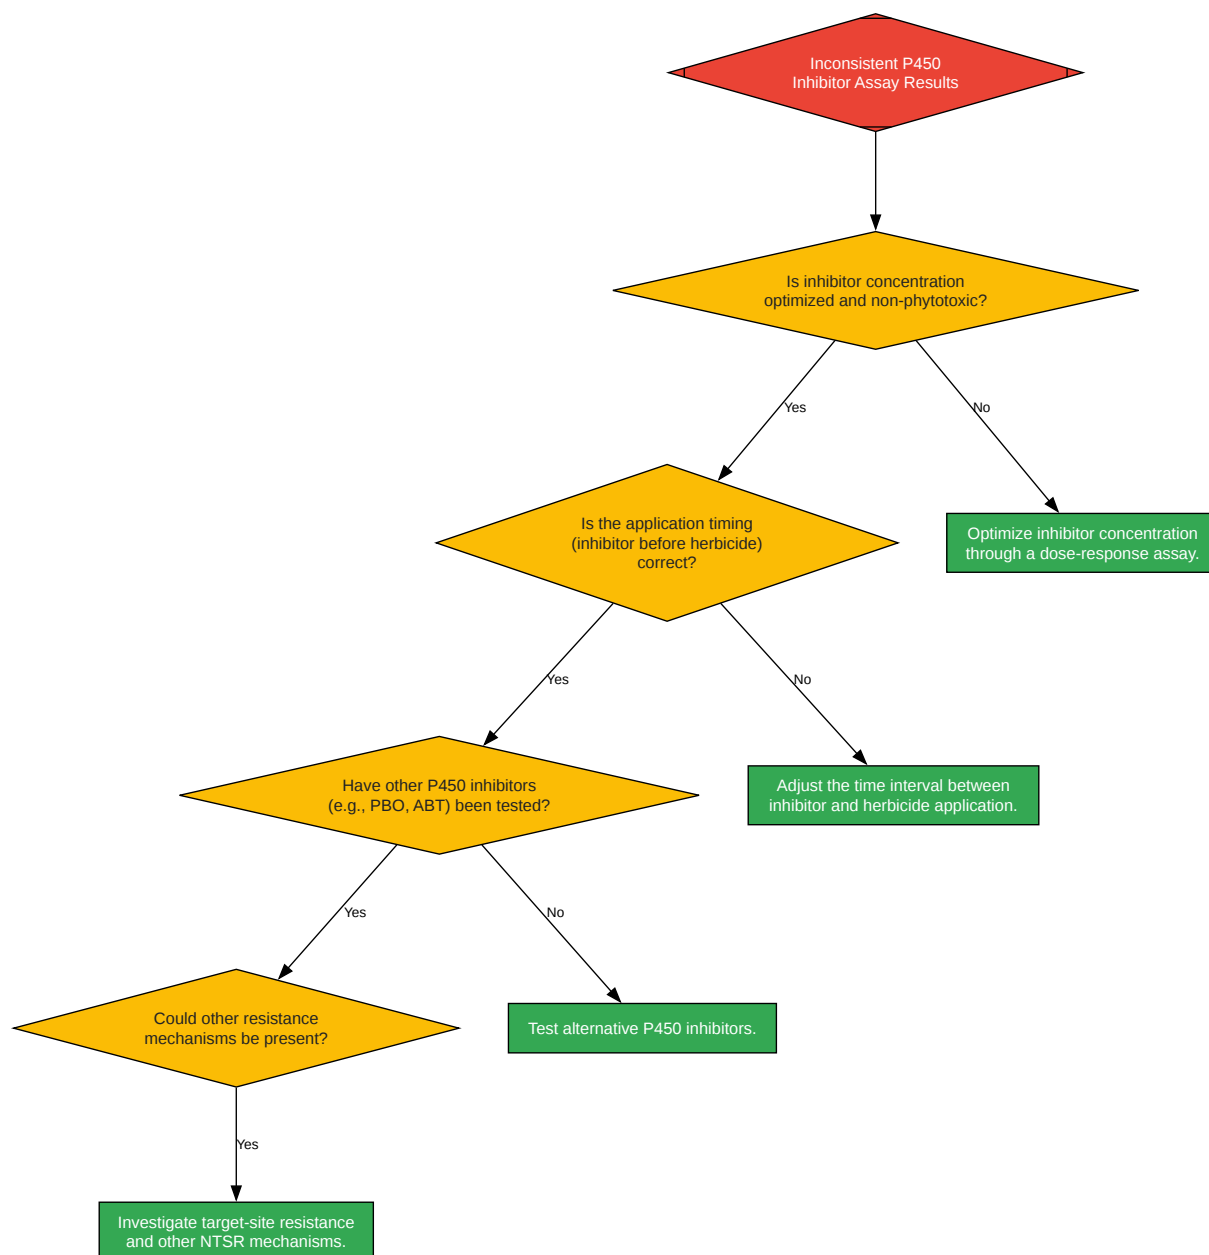 Inconsistent P450
Inhibitor Assay Results
Is inhibitor concentration
optimized and non-phytotoxic?
Yes
No
Is the application timing
(inhibitor before herbicide)
correct?
Optimize inhibitor concentration
through a dose-response assay.
Yes
No
Have other P450 inhibitors
(e.g., PBO, ABT) been tested?
Adjust the time interval between
inhibitor and herbicide application.
Yes
No
Could other resistance
mechanisms be present?
Test alternative P450 inhibitors.
Yes
Investigate target-site resistance
and other NTSR mechanisms.